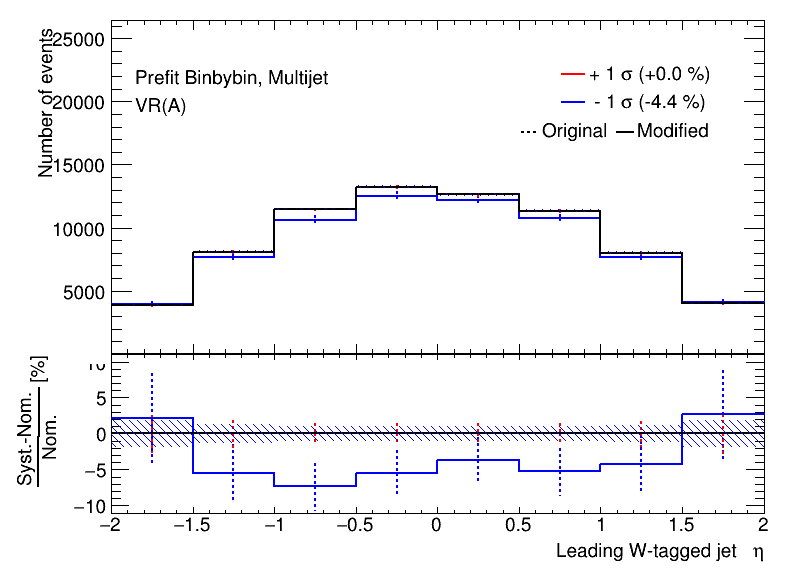 Number of events
25000
20000
15000
10000
5000
Prefit Binbybin, Multijet
VR(A)
+ 1 σ (+0.0 %)
- 1 σ (-4.4 %)
Original
Modified
Syst.-Nom.
Nom.
[%]
10
5
0
−5
−10
−2 −1.5 −1 −0.5 0 0.5 1 1.5 2
Leading W-tagged jet η